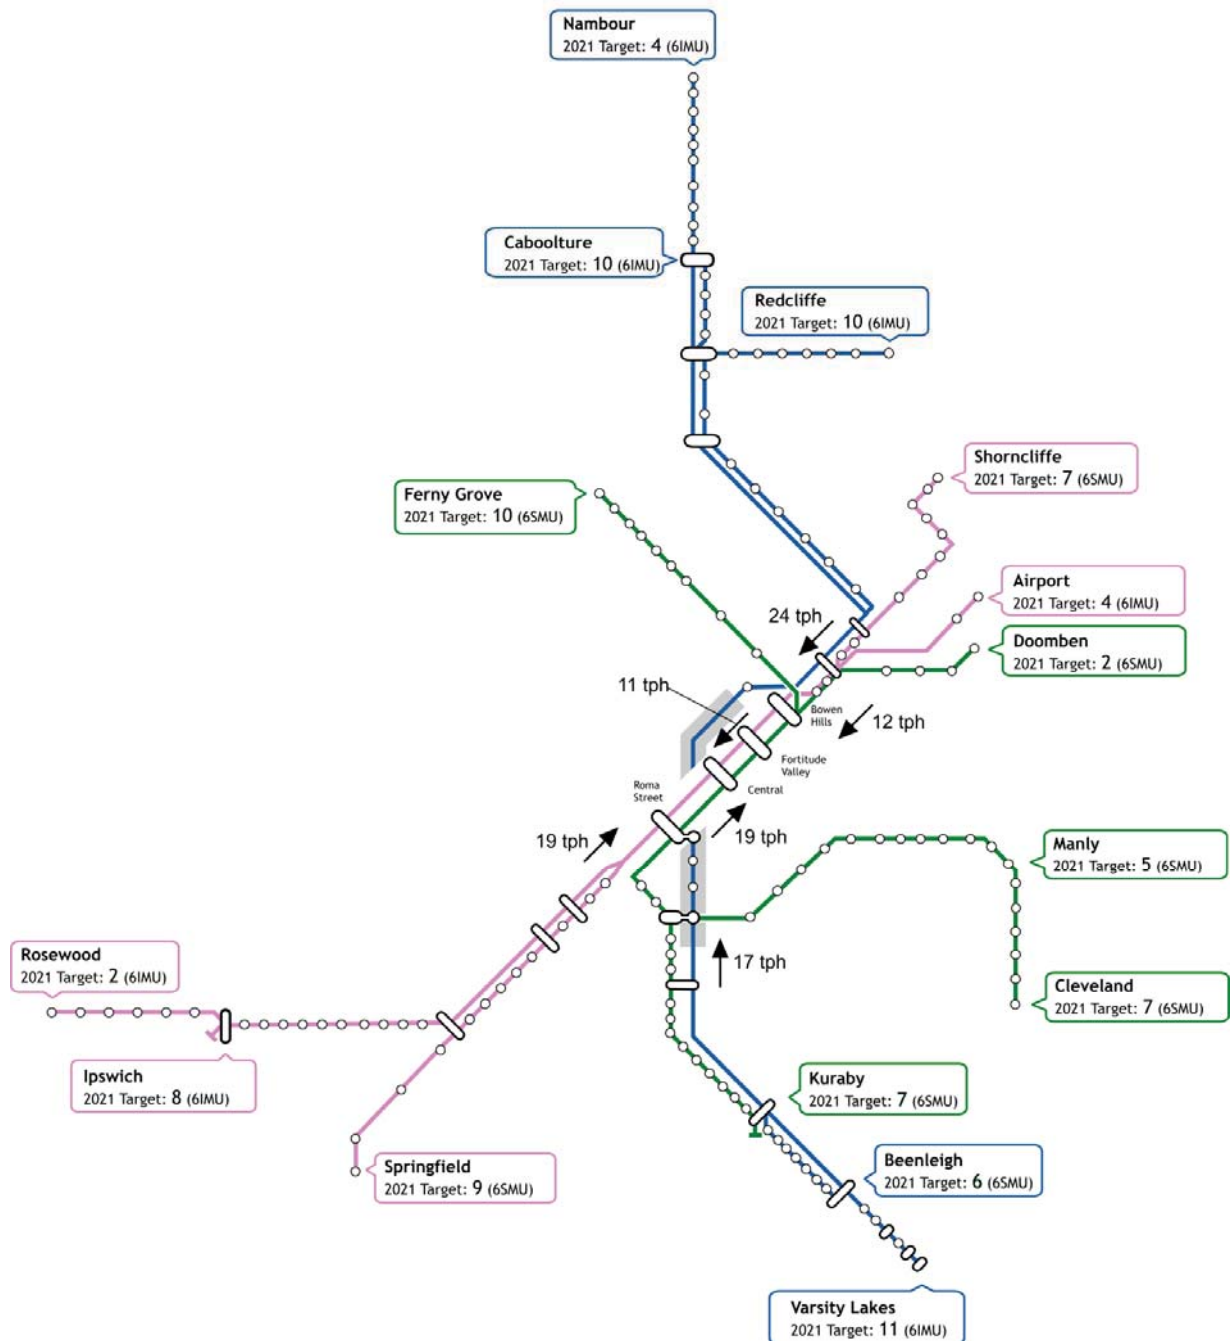 Nambour
2021 Target: 4 (6IMU)
Caboolture
2021 Target: 10 (6IMU)
Redcliffe
2021 Target: 10 (6IMU)
Shorncliffe
2021 Target: 7 (6SMU)
Ferny Grove
2021 Target: 10 (6SMU)
Airport
2021 Target: 4 (6IMU)
24 tph
Doomben
2021 Target: 2 (6SMU)
11 tph
Bowen
Hills
12 tph
Fortitude
Valley
Roma
Street
Central
19 tph
19 tph
Manly
2021 Target: 5 (6SMU)
Rosewood
2021 Target: 2 (6IMU)
17 tph
Cleveland
2021 Target: 7 (6SMU)
Ipswich
2021 Target: 8 (6IMU)
Kuraby
2021 Target: 7 (6SMU)
Springfield
2021 Target: 9 (6SMU)
Beenleigh
2021 Target: 6 (6SMU)
Varsity Lakes
2021 Target: 11 (6IMU)